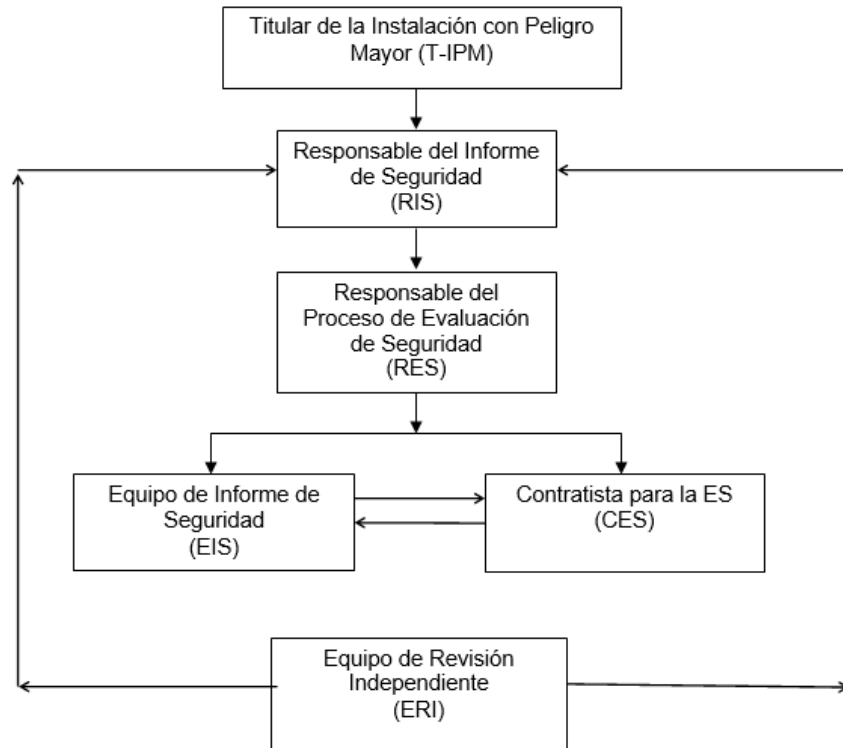 Titular de la Instalación con Peligro
Mayor (T-IPM)
Responsable del Informe
de Seguridad
(RIS)
Responsable del
Proceso de Evaluación
de Seguridad
(RES)
Equipo de Informe de
Seguridad
(EIS)
Contratista para la ES
(CES)
Equipo de Revisión
Independiente
(ERI)